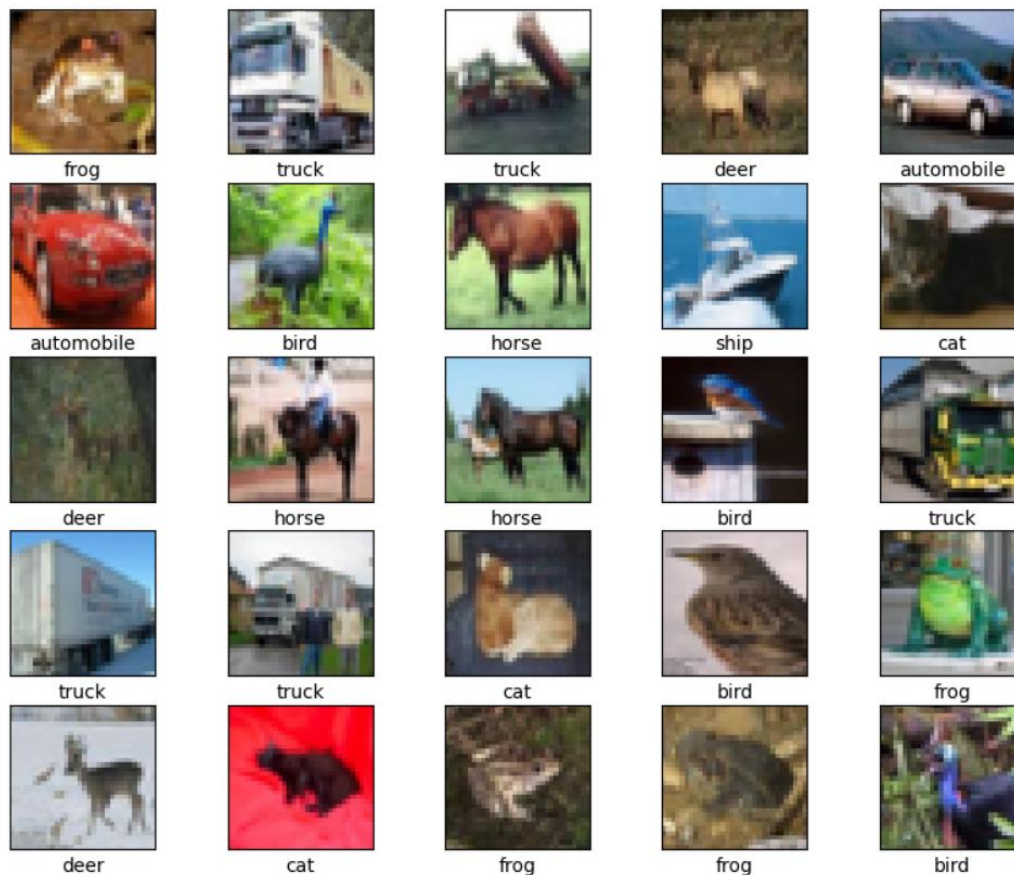 frog truck truck deer automobile
automobile bird horse ship cat
deer horse horse bird truck
truck truck cat bird frog
deer cat frog frog bird